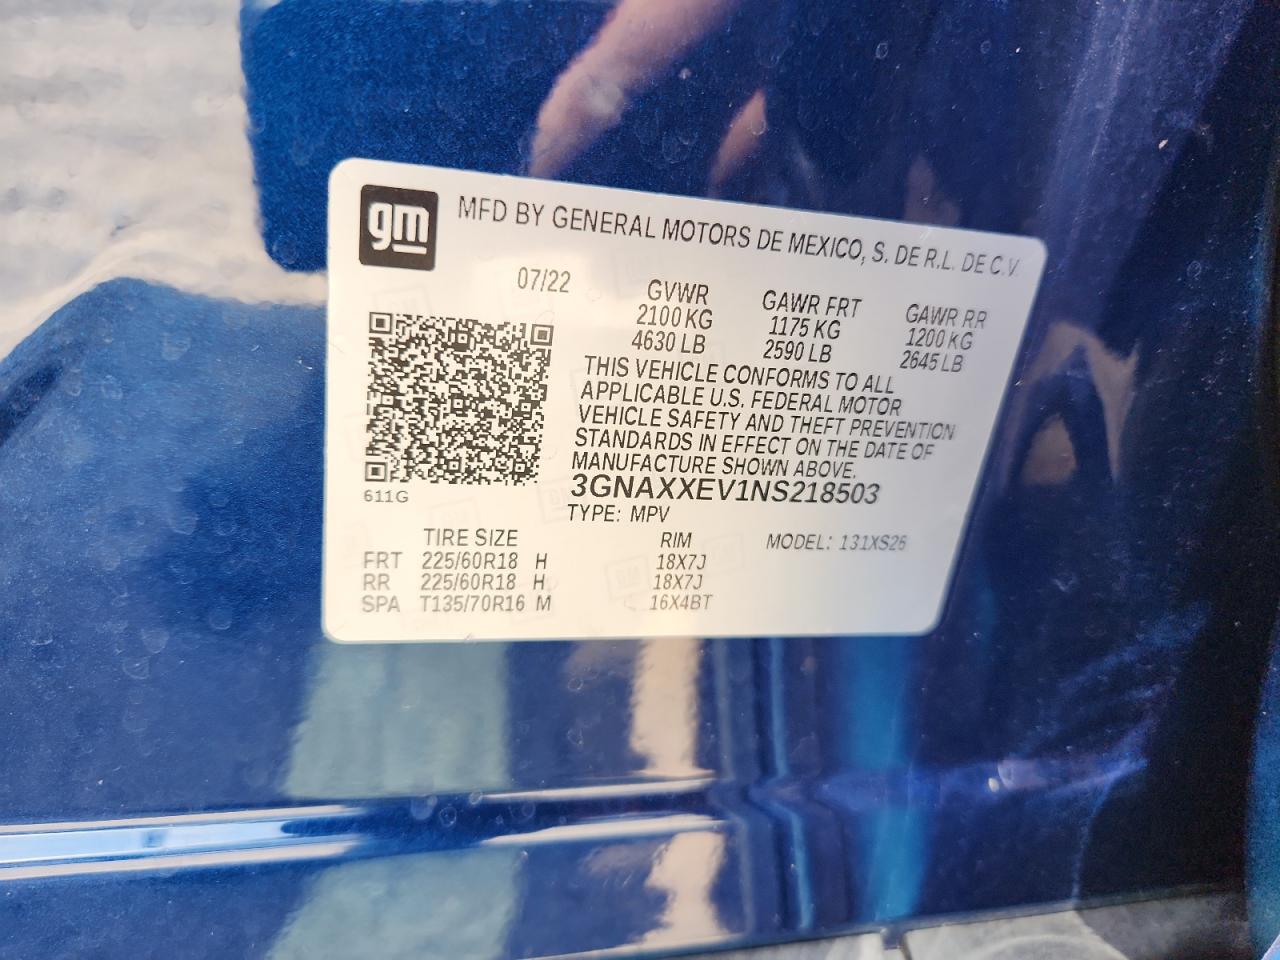 gm
MFD BY GENERAL MOTORS DE MEXICO, S. DE R.L. DE C.V.
07/22 GVWR GAWR FRT GAWR RR
2100 KG 1175 KG 1200 KG
4630 LB 2590 LB 2645 LB
THIS VEHICLE CONFORMS TO ALL
APPLICABLE U.S. FEDERAL MOTOR
VEHICLE SAFETY AND THEFT PREVENTION
STANDARDS IN EFFECT ON THE DATE OF
MANUFACTURE SHOWN ABOVE.
3GNAXXEV1NS218503
611G
TYPE: MPV
TIRE SIZE RIM MODEL: 131XS26
FRT 225/60R18 H 18X7J
RR 225/60R18 H 18X7J
SPA T135/70R16 M 16X4BT